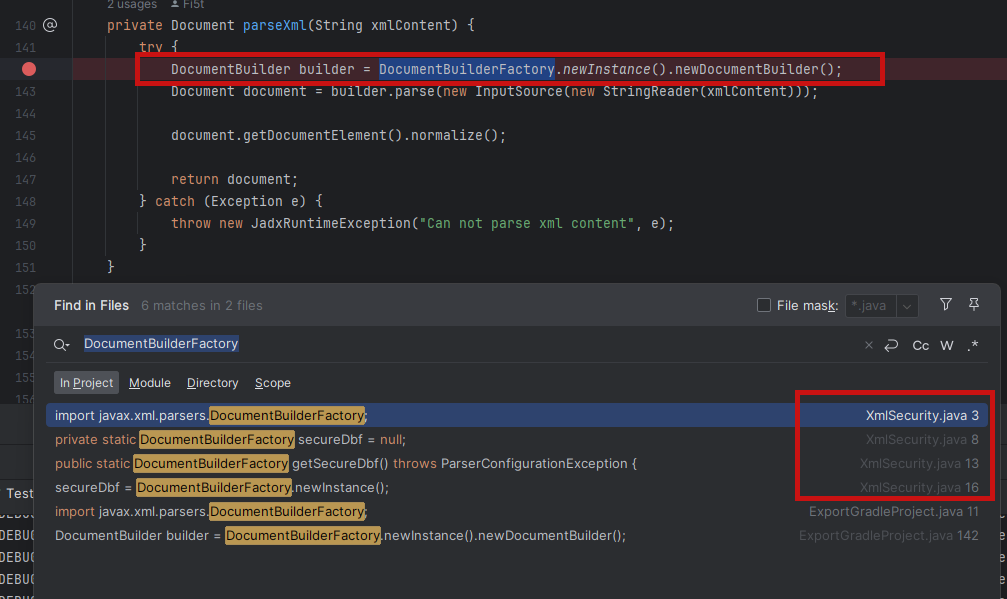 2 usages Fi5t
140 @ private Document parseXml(String xmlContent) {
141 try {
DocumentBuilder builder = DocumentBuilderFactory.newInstance().newDocumentBuilder();
143 Document document = builder.parse(new InputSource(new StringReader(xmlContent)));
144
145 document.getDocumentElement().normalize();
146
147 return document;
148 } catch (Exception e) {
149 throw new JadxRuntimeException("Can not parse xml content", e);
150 }
151 }
152
Find in Files 6 matches in 2 files File mask: *.java
153
DocumentBuilderFactory Cc W .*
154
155 In Project Module Directory Scope
156
import javax.xml.parsers.DocumentBuilderFactory; XmlSecurity.java 3
private static DocumentBuilderFactory secureDbf = null; XmlSecurity.java 8
public static DocumentBuilderFactory getSecureDbf() throws ParserConfigurationException { XmlSecurity.java 13
secureDbf = DocumentBuilderFactory.newInstance(); XmlSecurity.java 16
Test
import javax.xml.parsers.DocumentBuilderFactory; ExportGradleProject.java 11
DocumentBuilder builder = DocumentBuilderFactory.newInstance().newDocumentBuilder(); ExportGradleProject.java 142
DEBU
DEBU
DEBU